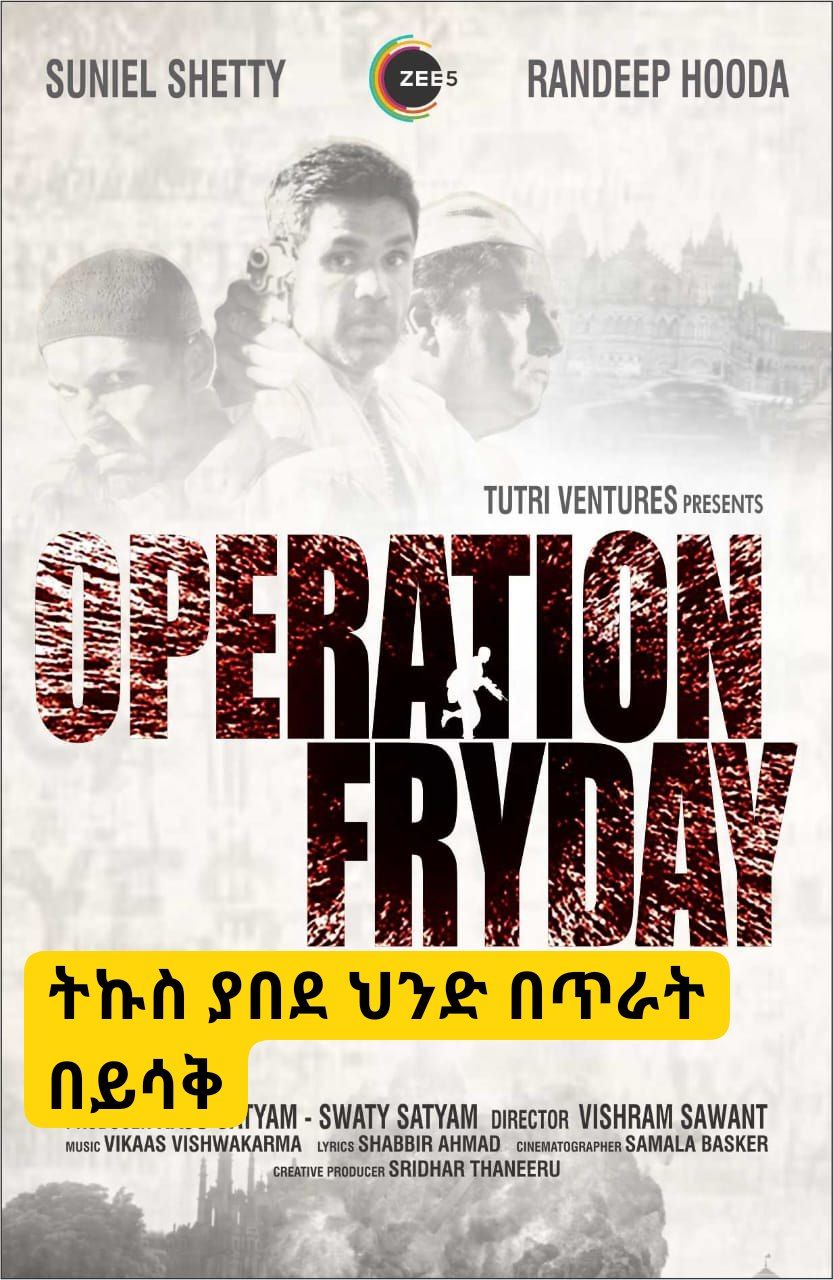 SUNIEL SHETTY
ZEE5
RANDEEP HOODA
TUTRI VENTURES PRESENTS
OPERATION
FRYDAY
ትኩስ ያበደ ህንድ በጥራት
በይሳቅ
SATYAM - SWATY SATYAM DIRECTOR VISHRAM SAWANT
MUSIC VIKAAS VISHWAKARMA LYRICS SHABBIR AHMAD CINEMATOGRAPHER SAMALA BASKER
CREATIVE PRODUCER SRIDHAR THANEERU